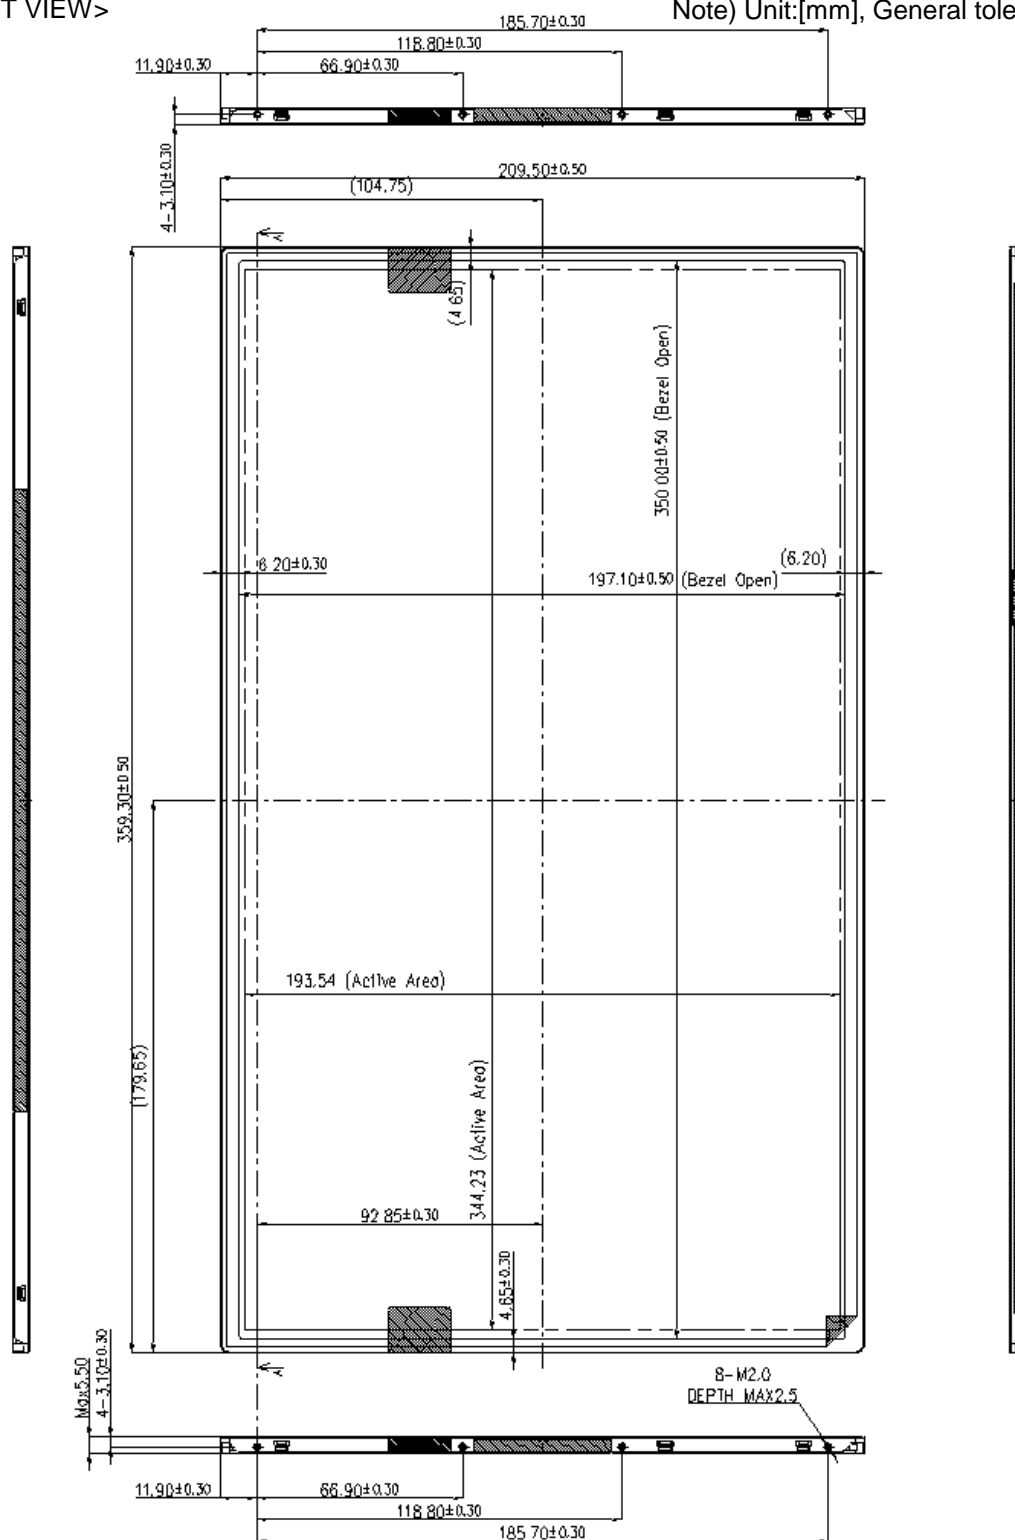 T VIEW>
Note) Unit:[mm], General tole
185.70±0.30
118.80±0.30
11.90±0.30
66.90±0.30
4-3.10±0.30
209.50±0.50
(104.75)
(4.65)
350.00±0.50 (Bezel Open)
6.20±0.30
(6.20)
197.10±0.50 (Bezel Open)
359.30±0.50
193.54 (Active Area)
(179.65)
344.23 (Active Area)
92.85±0.30
4.65±0.30
Max5.50
4-3.10±0.30
8-M2.0
DEPTH MAX2.5
11.90±0.30
66.90±0.30
118.80±0.30
185.70±0.30